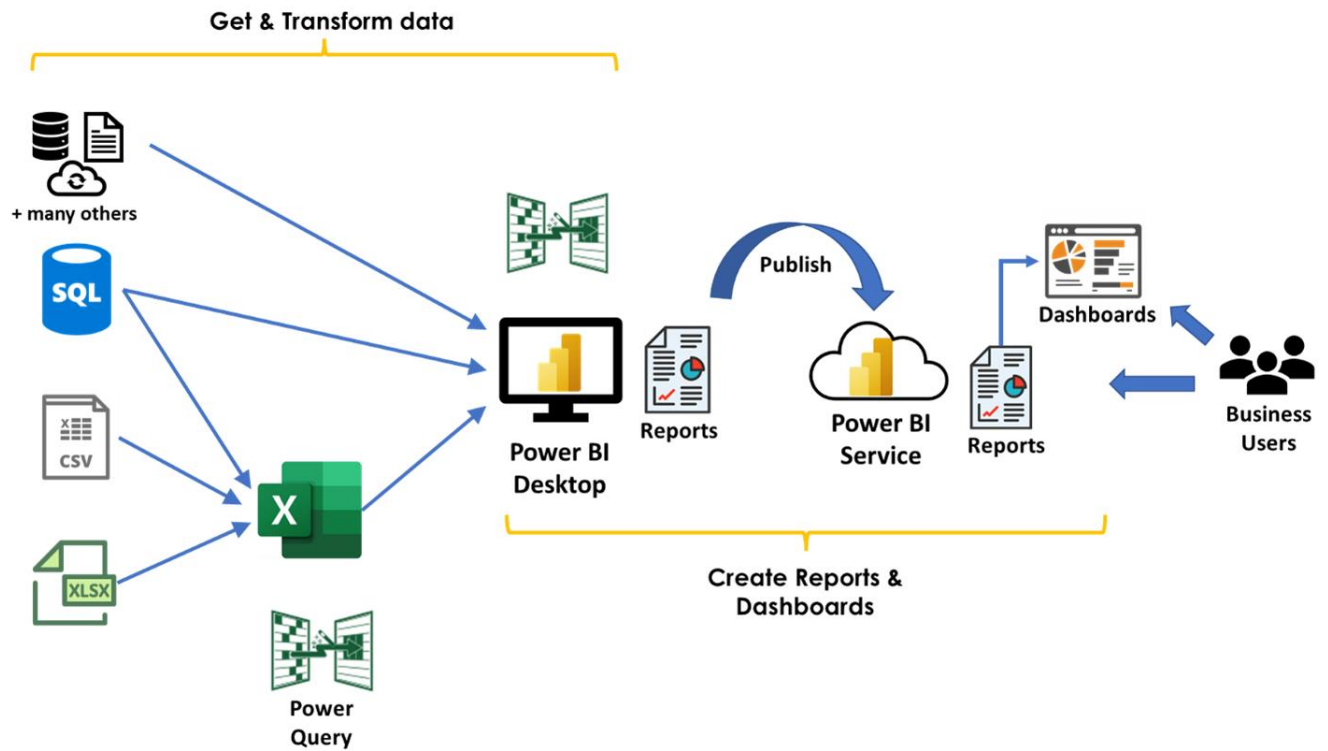 Get & Transform data
+ many others
SQL
X
CSV
XLSX
X
Power
Query
Power BI
Desktop
Reports
Publish
Power BI
Service
Reports
Dashboards
Business
Users
Create Reports &
Dashboards